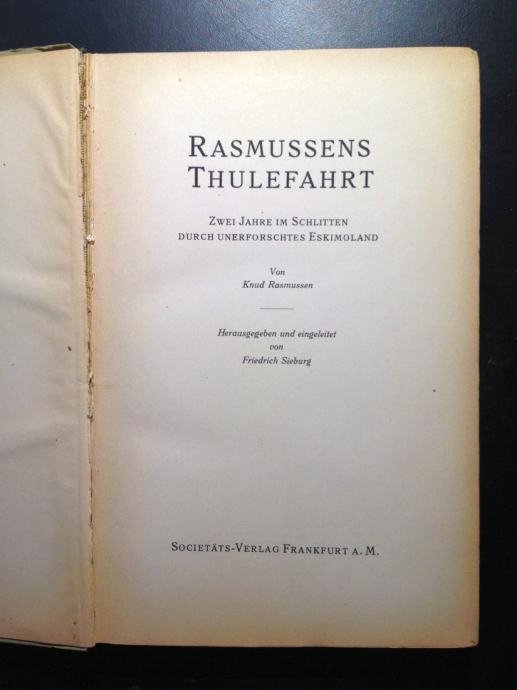 RASMUSSENS
THULEFAHRT
ZWEI JAHRE IM SCHLITTEN
DURCH UNERFORSCHTES ESKIMOLAND
Von
Knud Rasmussen
Herausgegeben und eingeleitet
von
Friedrich Sieburg
SOCIETÄTS-VERLAG FRANKFURT A. M.